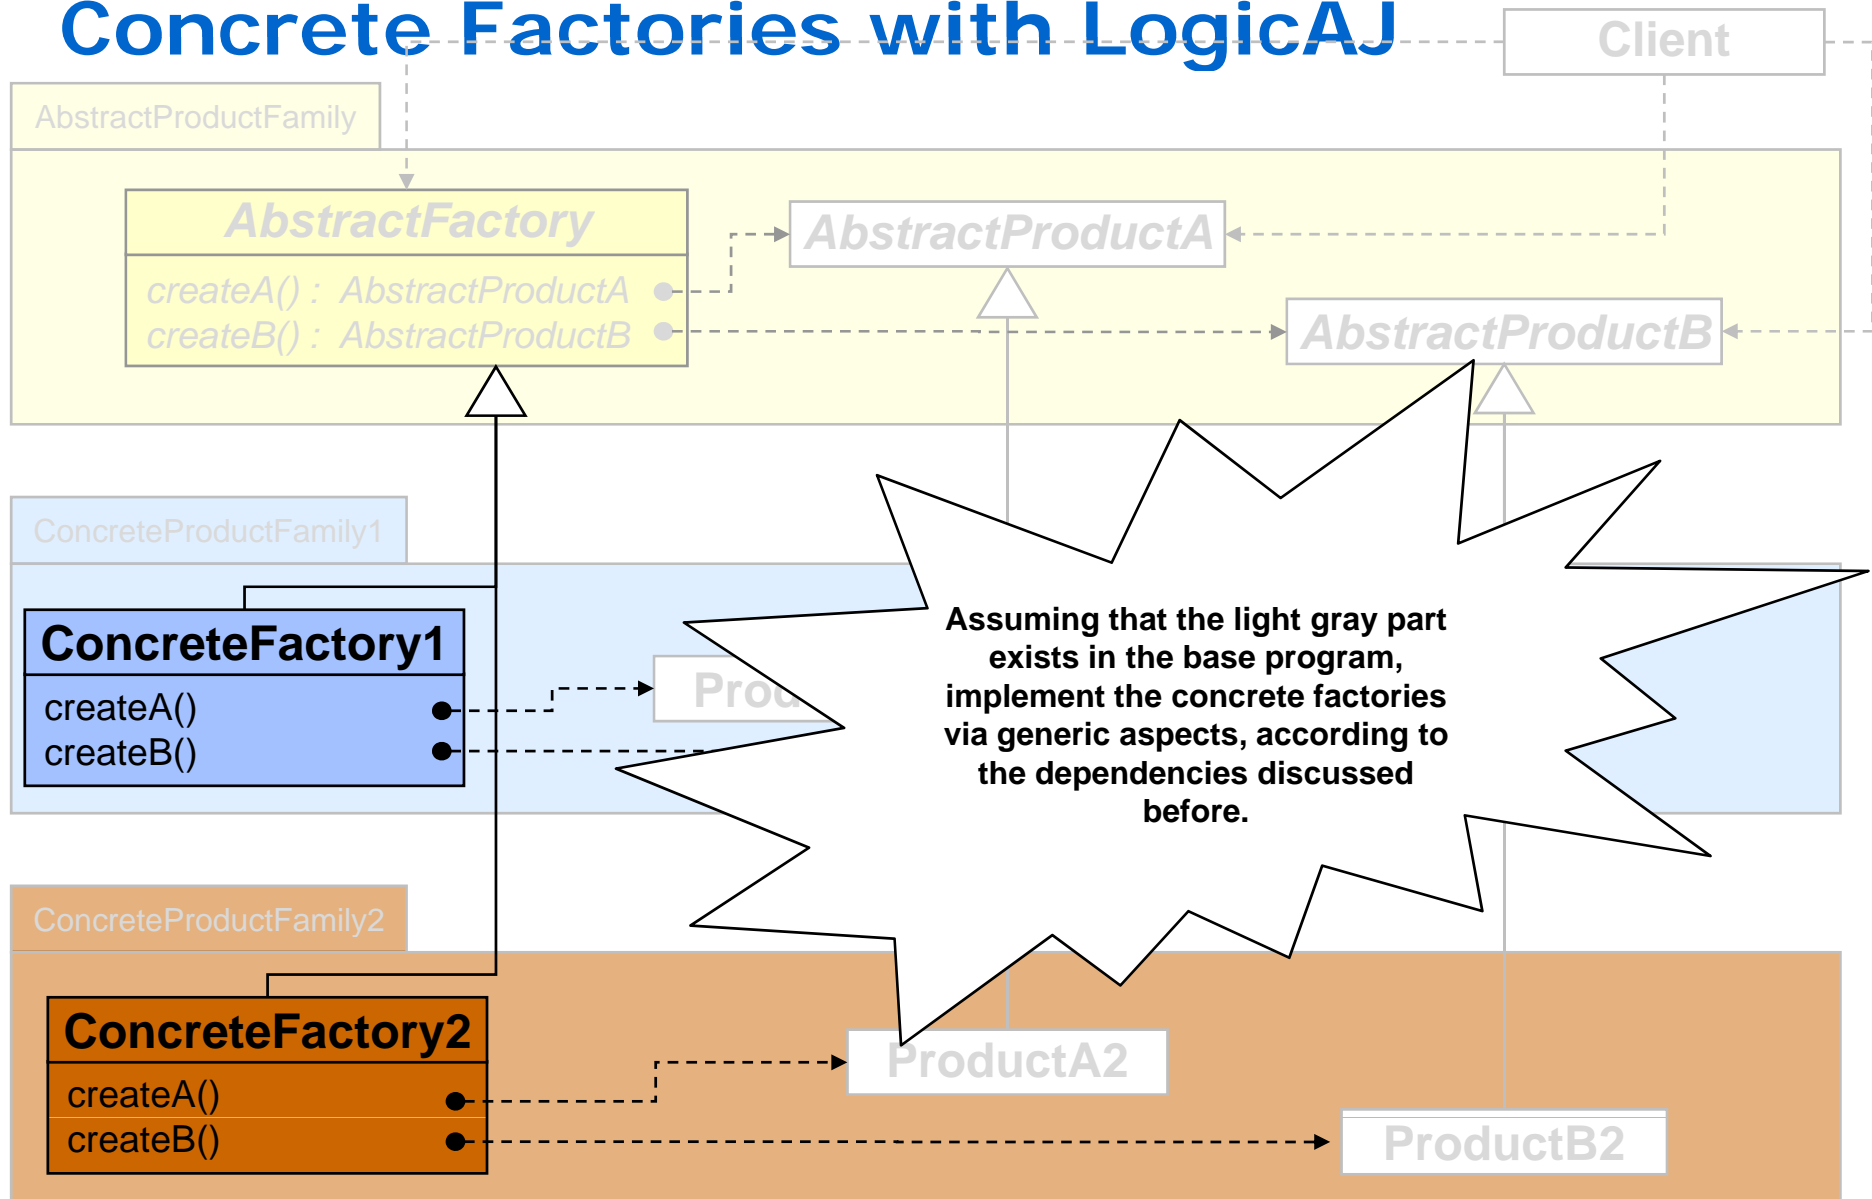 Concrete Factories with LogicAJ
Client
AbstractProductFamily
AbstractFactory
createA() : AbstractProductA
createB() : AbstractProductB
AbstractProductA
AbstractProductB
ConcreteProductFamily1
ConcreteFactory1
createA()
createB()
Assuming that the light gray part
exists in the base program,
implement the concrete factories
via generic aspects, according to
the dependencies discussed
before.
ConcreteProductFamily2
ConcreteFactory2
createA()
createB()
ProductA2
ProductB2